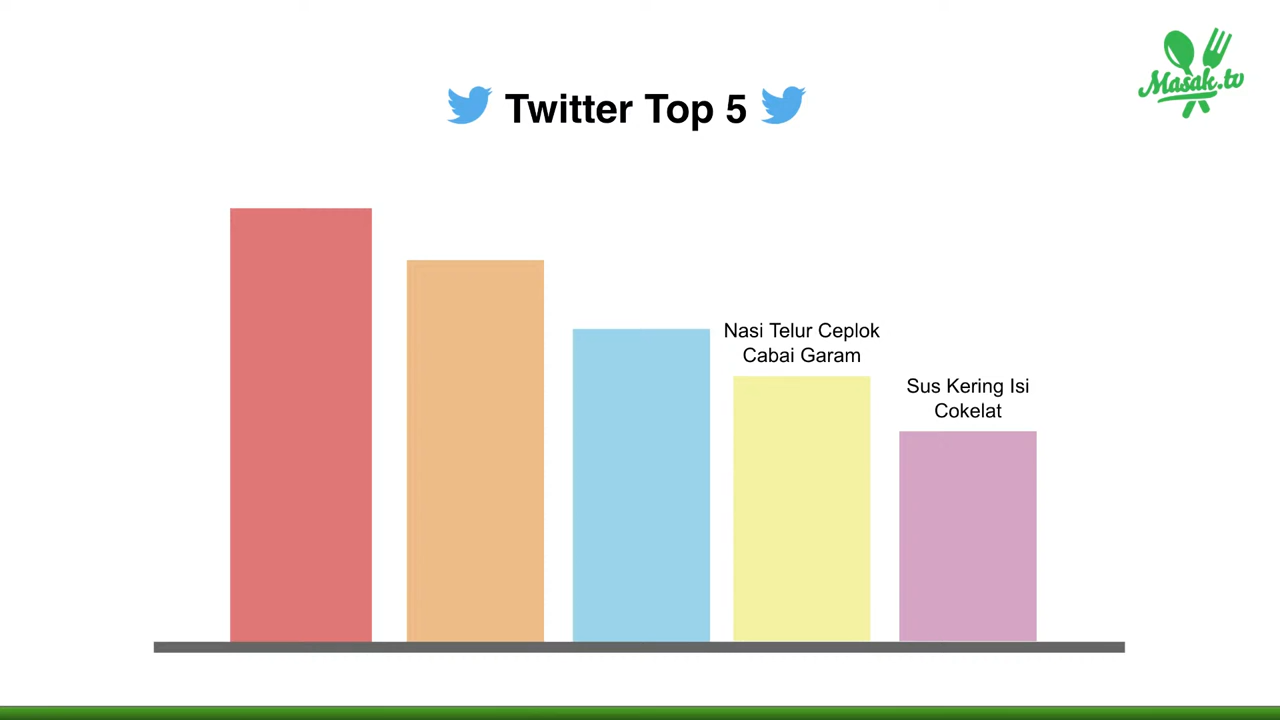 Masak.tv
Twitter Top 5
Nasi Telur Ceplok
Cabai Garam
Sus Kering Isi
Cokelat